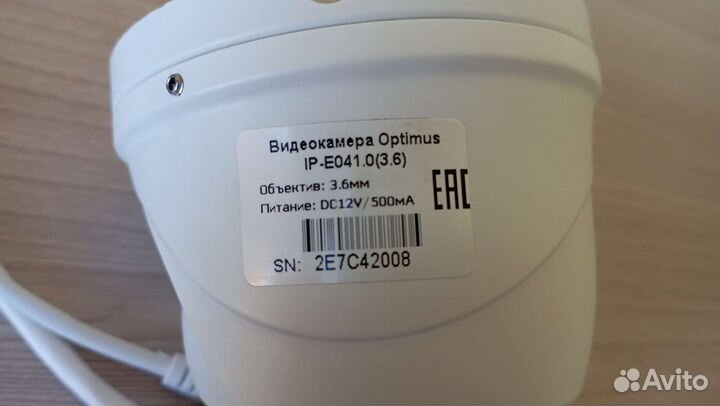 Видеокамера Optimus
IP-E041.0(3.6)
Объектив: 3.6мм
Питание: DC12V/500мА
EAC
SN: 2E7C42008
Avito